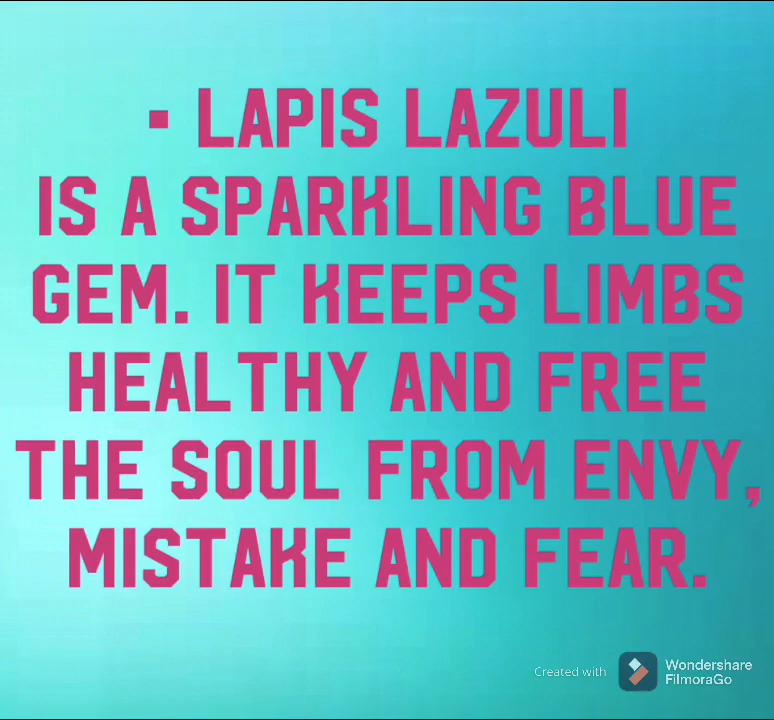 ▪ LAPIS LAZULI
IS A SPARKLING BLUE
GEM. IT KEEPS LIMBS
HEALTHY AND FREE
THE SOUL FROM ENVY,
MISTAKE AND FEAR.
Created with Wondershare
FilmoraGo